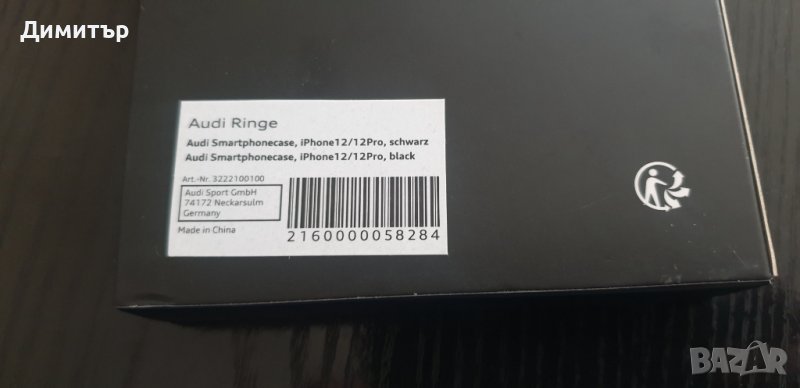 Димитър
Audi Ringe
Audi Smartphonecase, iPhone12/12Pro, schwarz
Audi Smartphonecase, iPhone12/12Pro, black
Art.-Nr. 3222100100
Audi Sport GmbH
74172 Neckarsulm
Germany
Made in China
2160000058284
BAZAR